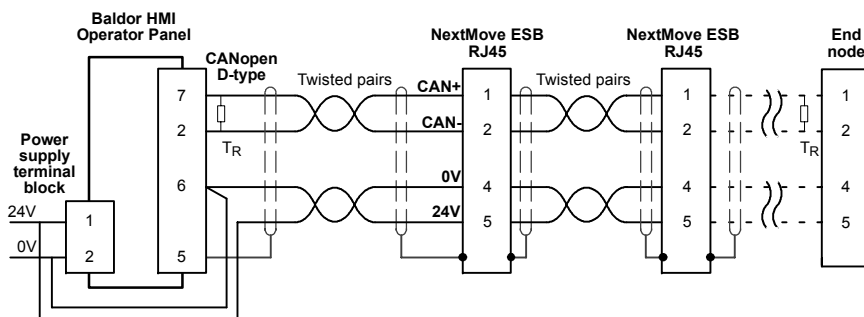 Baldor HMI
Operator Panel
CANopen
D-type
Twisted pairs
NextMove ESB
RJ45
Twisted pairs
NextMove ESB
RJ45
End
node
7
2
6
5
TR
CAN+
CAN-
0V
24V
1
2
4
5
1
2
4
5
TR
1
2
4
5
Power
supply
terminal
block
24V
0V
1
2